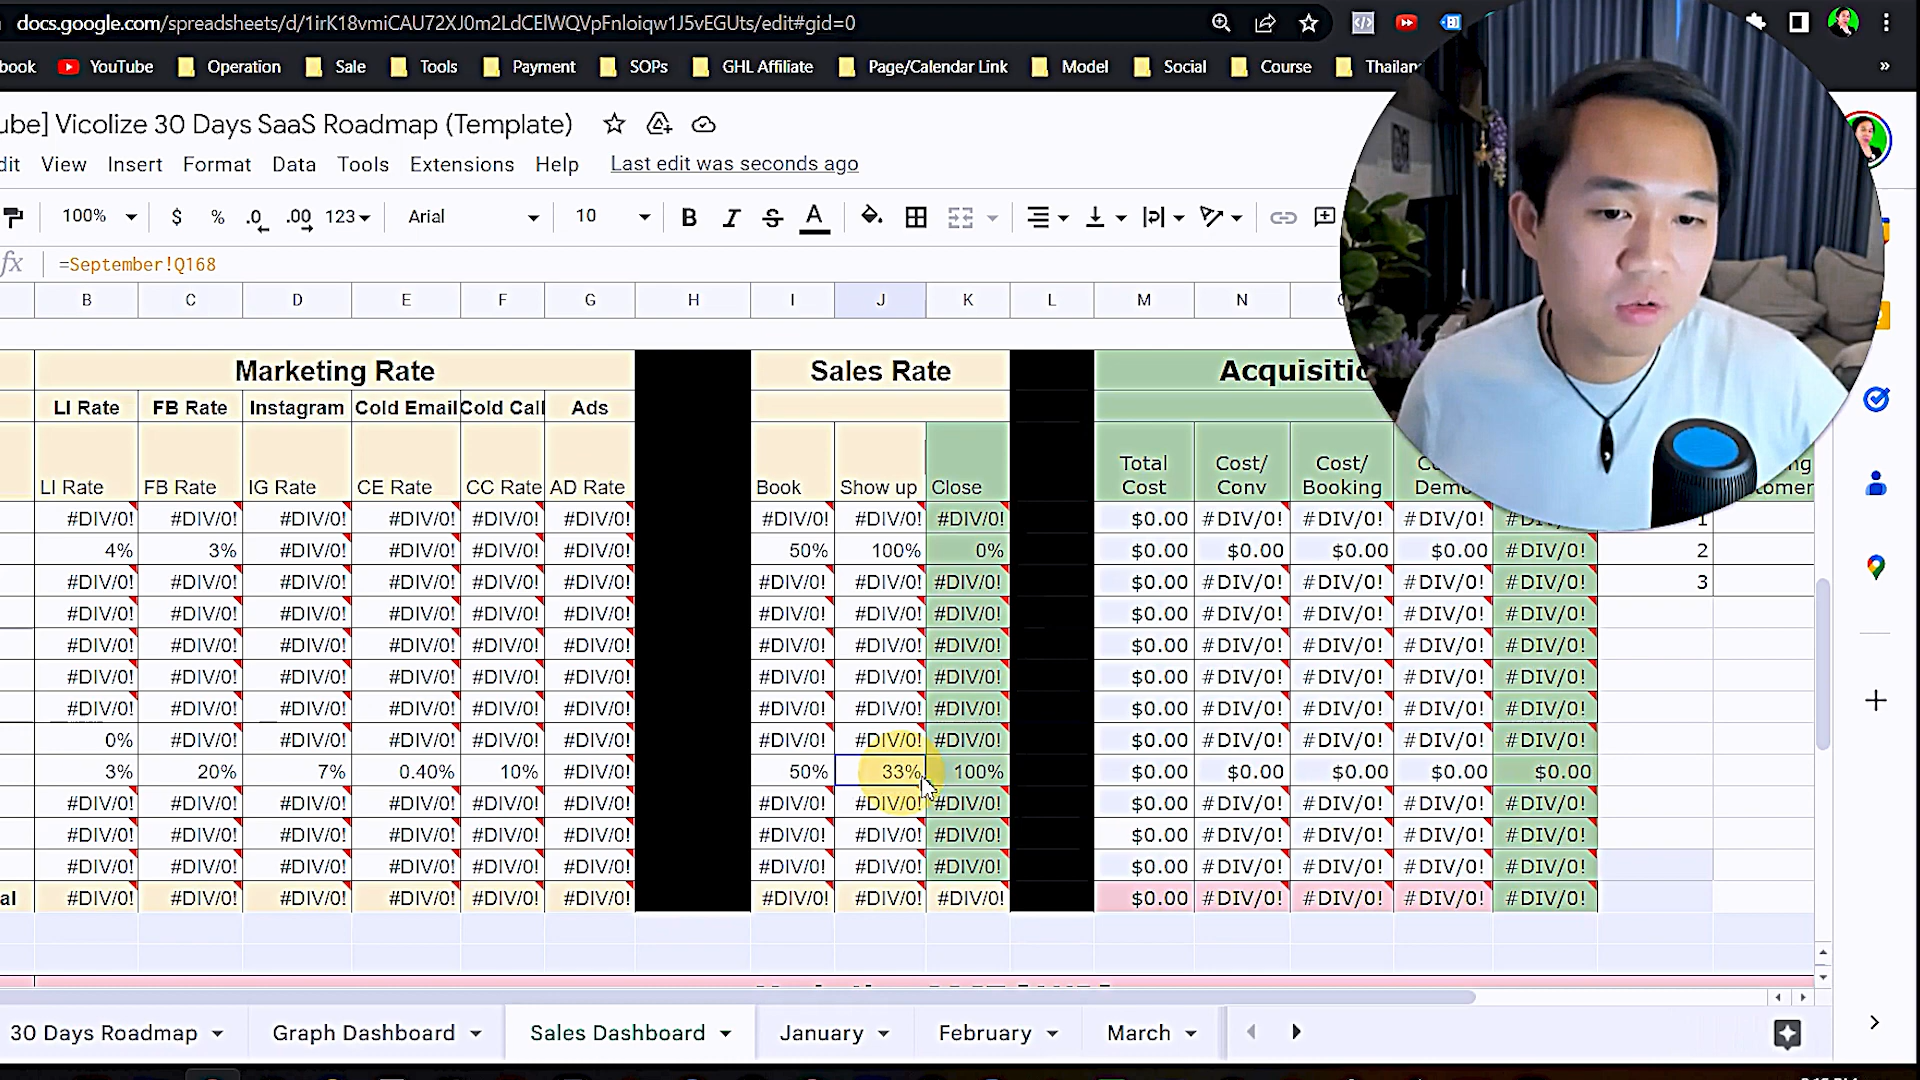 docs.google.com/spreadsheets/d/1irK18vmiCAU72XJ0m2LdCElWQVpFnloiqw1J5vEGUts/edit#gid=0
book YouTube Operation Sale Tools Payment SOPs GHL Affiliate Page/Calendar Link Model Social Course Thailan »
ube] Vicolize 30 Days SaaS Roadmap (Template)
dit View Insert Format Data Tools Extensions Help Last edit was seconds ago
100% $ % .0 .00 123 Arial 10 B I S A
fx =September!Q168
B C D E F G H I J K L M N
Marketing Rate Sales Rate Acquisitio
LI Rate FB Rate Instagram Cold Email Cold Call Ads
LI Rate FB Rate IG Rate CE Rate CC Rate AD Rate Book Show up Close Total Cost Cost/ Conv Cost/ Booking Demo
#DIV/0! #DIV/0! #DIV/0! #DIV/0! #DIV/0! #DIV/0! #DIV/0! #DIV/0! #DIV/0! $0.00 #DIV/0! #DIV/0! #DIV/0! #DIV/0! 1
4% 3% #DIV/0! #DIV/0! #DIV/0! #DIV/0! 50% 100% 0% $0.00 $0.00 $0.00 $0.00 #DIV/0! 2
#DIV/0! #DIV/0! #DIV/0! #DIV/0! #DIV/0! #DIV/0! #DIV/0! #DIV/0! #DIV/0! $0.00 #DIV/0! #DIV/0! #DIV/0! #DIV/0! 3
#DIV/0! #DIV/0! #DIV/0! #DIV/0! #DIV/0! #DIV/0! #DIV/0! #DIV/0! #DIV/0! $0.00 #DIV/0! #DIV/0! #DIV/0! #DIV/0!
#DIV/0! #DIV/0! #DIV/0! #DIV/0! #DIV/0! #DIV/0! #DIV/0! #DIV/0! #DIV/0! $0.00 #DIV/0! #DIV/0! #DIV/0! #DIV/0!
#DIV/0! #DIV/0! #DIV/0! #DIV/0! #DIV/0! #DIV/0! #DIV/0! #DIV/0! #DIV/0! $0.00 #DIV/0! #DIV/0! #DIV/0! #DIV/0!
#DIV/0! #DIV/0! #DIV/0! #DIV/0! #DIV/0! #DIV/0! #DIV/0! #DIV/0! #DIV/0! $0.00 #DIV/0! #DIV/0! #DIV/0! #DIV/0!
0% #DIV/0! #DIV/0! #DIV/0! #DIV/0! #DIV/0! #DIV/0! #DIV/0! #DIV/0! $0.00 #DIV/0! #DIV/0! #DIV/0! #DIV/0!
3% 20% 7% 0.40% 10% #DIV/0! 50% 33% 100% $0.00 $0.00 $0.00 $0.00 $0.00
#DIV/0! #DIV/0! #DIV/0! #DIV/0! #DIV/0! #DIV/0! #DIV/0! #DIV/0! #DIV/0! $0.00 #DIV/0! #DIV/0! #DIV/0! #DIV/0!
#DIV/0! #DIV/0! #DIV/0! #DIV/0! #DIV/0! #DIV/0! #DIV/0! #DIV/0! #DIV/0! $0.00 #DIV/0! #DIV/0! #DIV/0! #DIV/0!
#DIV/0! #DIV/0! #DIV/0! #DIV/0! #DIV/0! #DIV/0! #DIV/0! #DIV/0! #DIV/0! $0.00 #DIV/0! #DIV/0! #DIV/0! #DIV/0!
al #DIV/0! #DIV/0! #DIV/0! #DIV/0! #DIV/0! #DIV/0! #DIV/0! #DIV/0! #DIV/0! $0.00 #DIV/0! #DIV/0! #DIV/0! #DIV/0!
30 Days Roadmap Graph Dashboard Sales Dashboard January February March